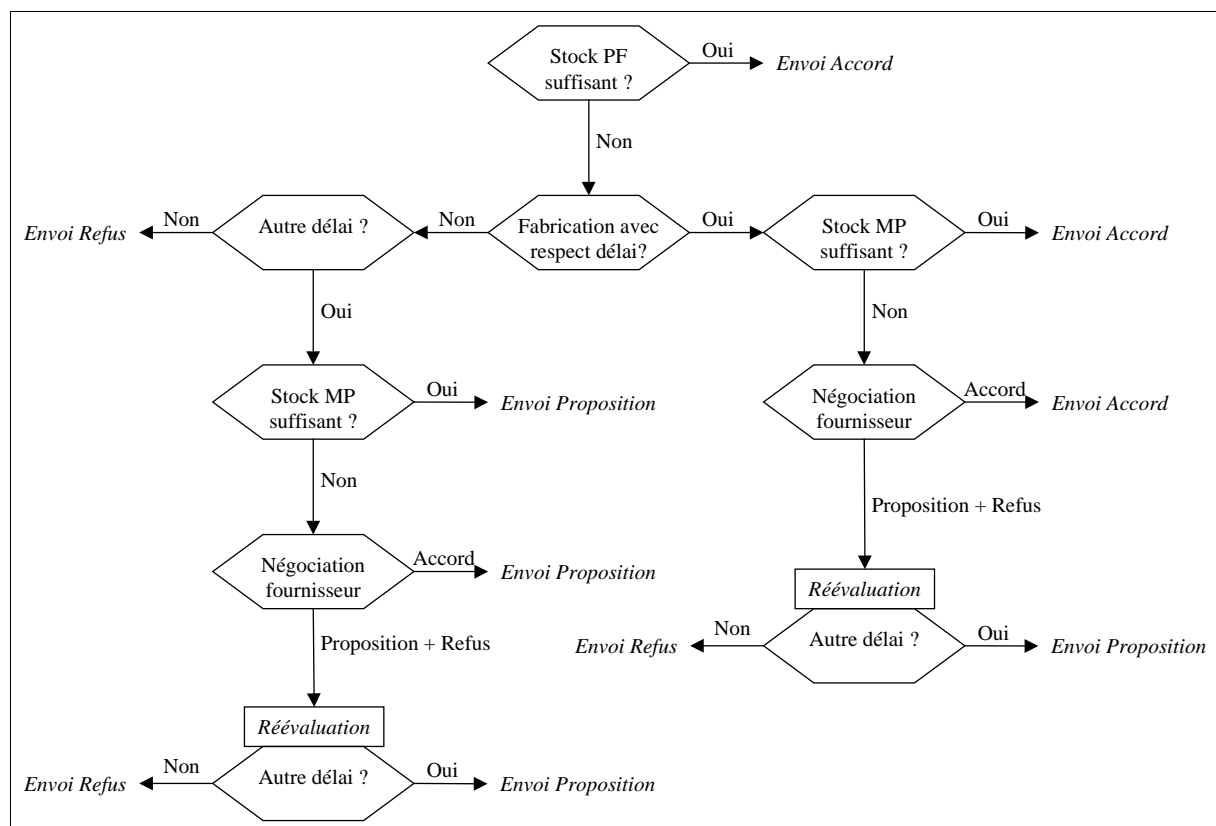 Stock PF
suffisant ?
Oui
Envoi Accord
Non
Envoi Refus
Non
Autre délai ?
Non
Fabrication avec
respect délai?
Oui
Stock MP
suffisant ?
Oui
Envoi Accord
Oui
Non
Stock MP
suffisant ?
Oui
Envoi Proposition
Négociation
fournisseur
Accord
Envoi Accord
Non
Proposition + Refus
Négociation
fournisseur
Accord
Envoi Proposition
Réévaluation
Envoi Refus
Non
Autre délai ?
Oui
Envoi Proposition
Proposition + Refus
Réévaluation
Envoi Refus
Non
Autre délai ?
Oui
Envoi Proposition